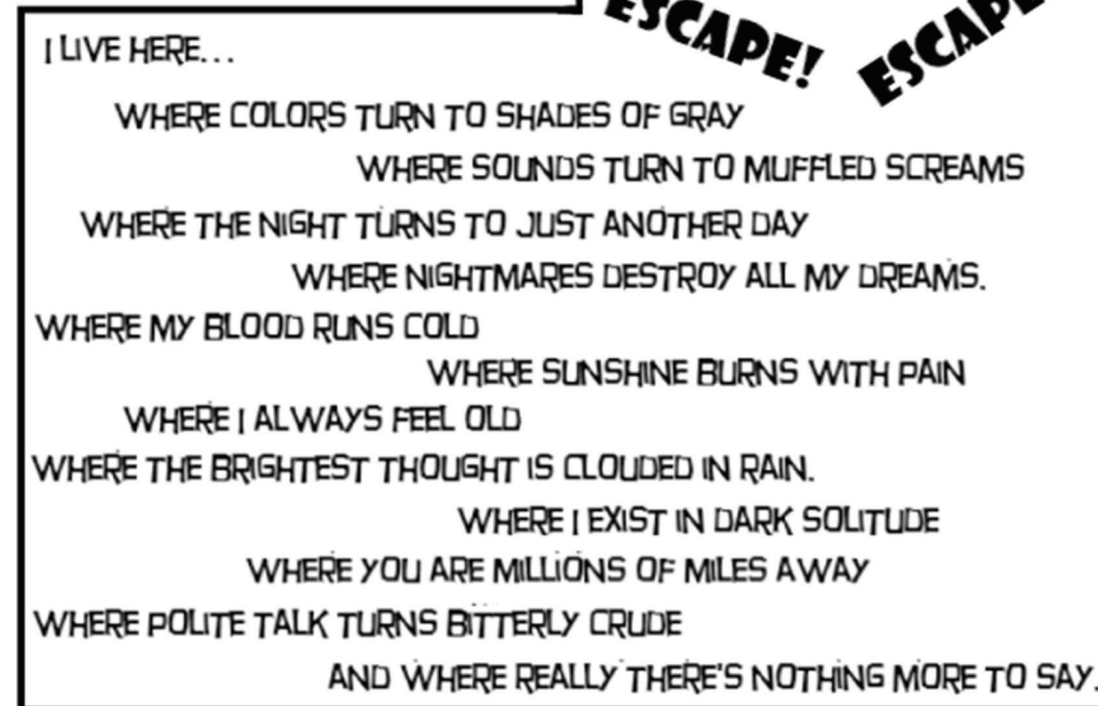 ESCAPE!
ESCAPE
I LIVE HERE...
WHERE COLORS TURN TO SHADES OF GRAY
WHERE SOUNDS TURN TO MUFFLED SCREAMS
WHERE THE NIGHT TURNS TO JUST ANOTHER DAY
WHERE NIGHTMARES DESTROY ALL MY DREAMS.
WHERE MY BLOOD RUNS COLD
WHERE SUNSHINE BURNS WITH PAIN
WHERE I ALWAYS FEEL OLD
WHERE THE BRIGHTEST THOUGHT IS CLOUDED IN RAIN.
WHERE I EXIST IN DARK SOLITUDE
WHERE YOU ARE MILLIONS OF MILES AWAY
WHERE POLITE TALK TURNS BITTERLY CRUDE
AND WHERE REALLY THERE'S NOTHING MORE TO SAY.